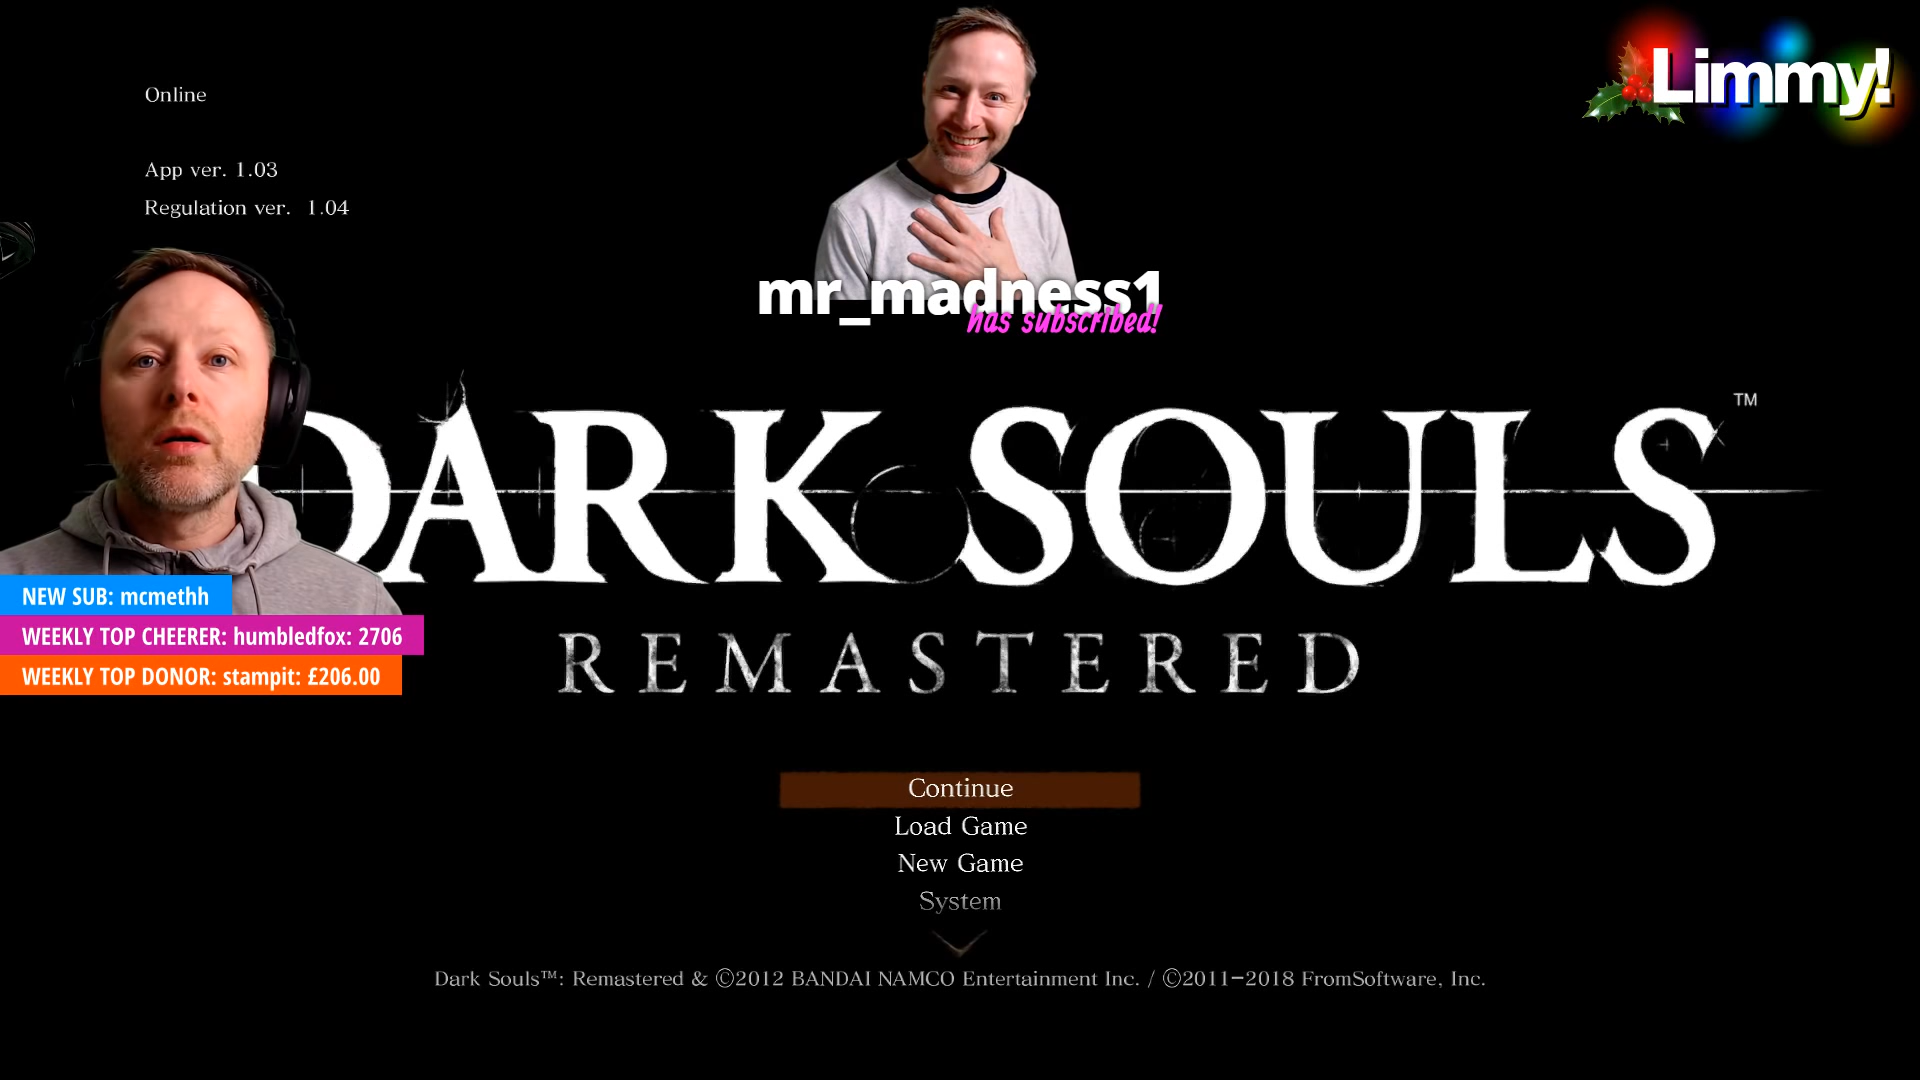 Online
App ver. 1.03
Regulation ver. 1.04
Limmy!
mr_madness1
has subscribed!
DARK SOULS™
REMASTERED
NEW SUB: mcmethh
WEEKLY TOP CHEERER: humbledfox: 2706
WEEKLY TOP DONOR: stampit: £206.00
Continue
Load Game
New Game
System
Dark Souls™: Remastered & ©2012 BANDAI NAMCO Entertainment Inc. / ©2011–2018 FromSoftware, Inc.